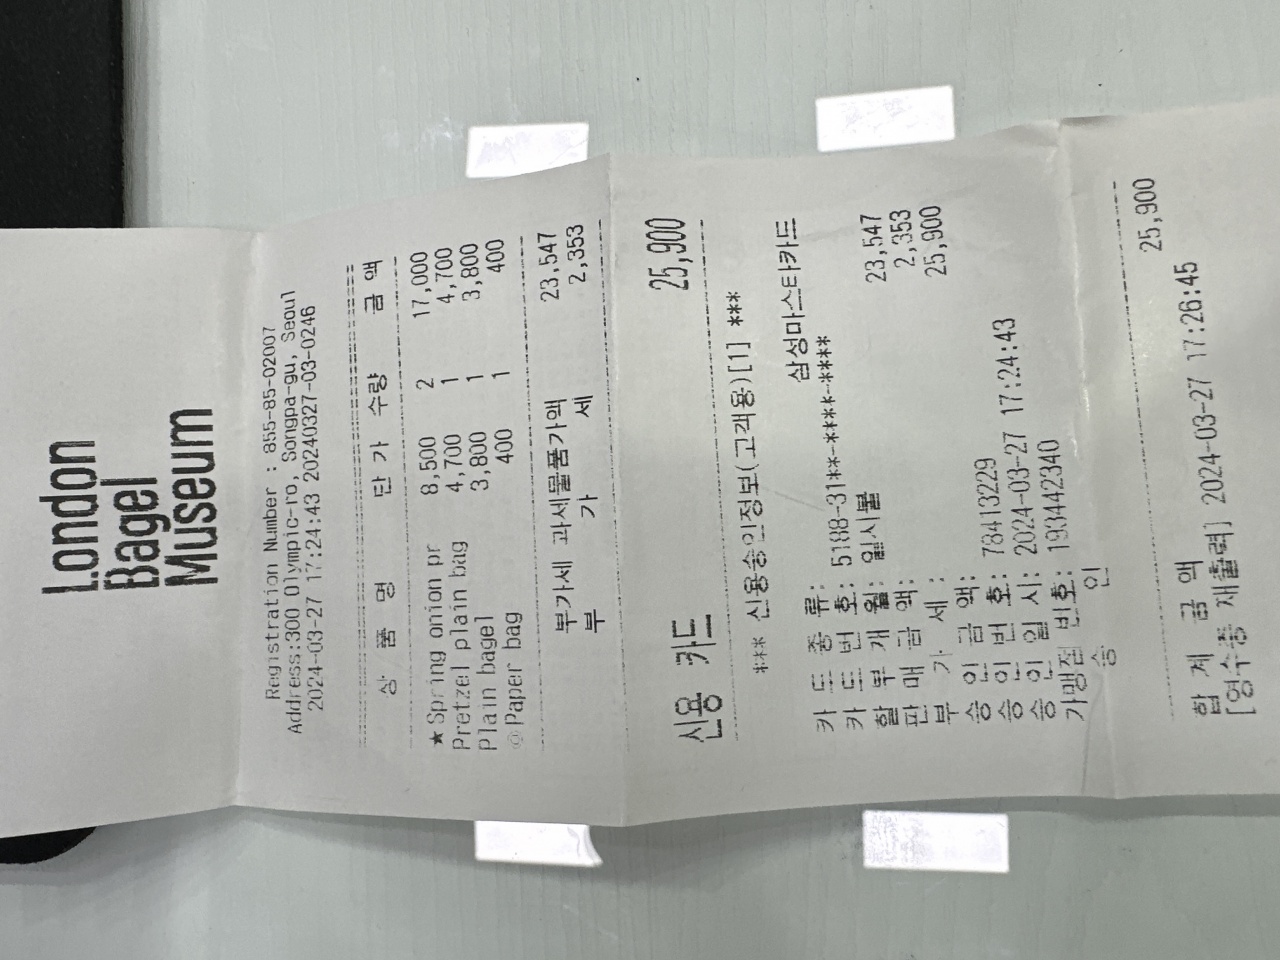 London
Bagel
Museum
Registration Number : 855-85-02007
Address:300 Olympic-ro, Songpa-gu, Seoul
2024-03-27 17:24:43 20240327-03-0246
상 품 명 단 가 수량 금 액
★Spring onion pr 8,500 2 17,000
Pretzel plain bag 4,700 1 4,700
Plain bagel 3,800 1 3,800
◎Paper bag 400 1 400
부가세 과세물품가액 23,547
부 가 세 2,353
신용 카드 25,900
*** 신용승인정보(고객용)[1] ***
카 드 종 류: 삼성마스타카드
카 드 번 호: 5188-31**-****-****
할 부 개 월: 일시불
판 매 금 액: 23,547
부 가 세: 2,353
승 인 금 액: 25,900
승 인 번 호: 78413229
승 인 일 시: 2024-03-27 17:24:43
가맹점 번호: 193442340
승 인
합 계 금 액 25,900
[영수증 재출력] 2024-03-27 17:26:45